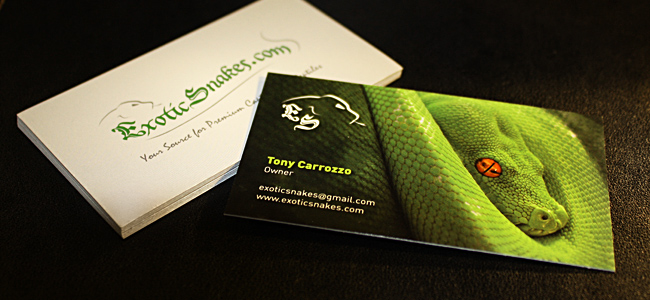 ExoticSnakes.com
Your Source for Premium
ES
Tony Carrozzo
Owner
exoticsnakes@gmail.com
www.exoticsnakes.com